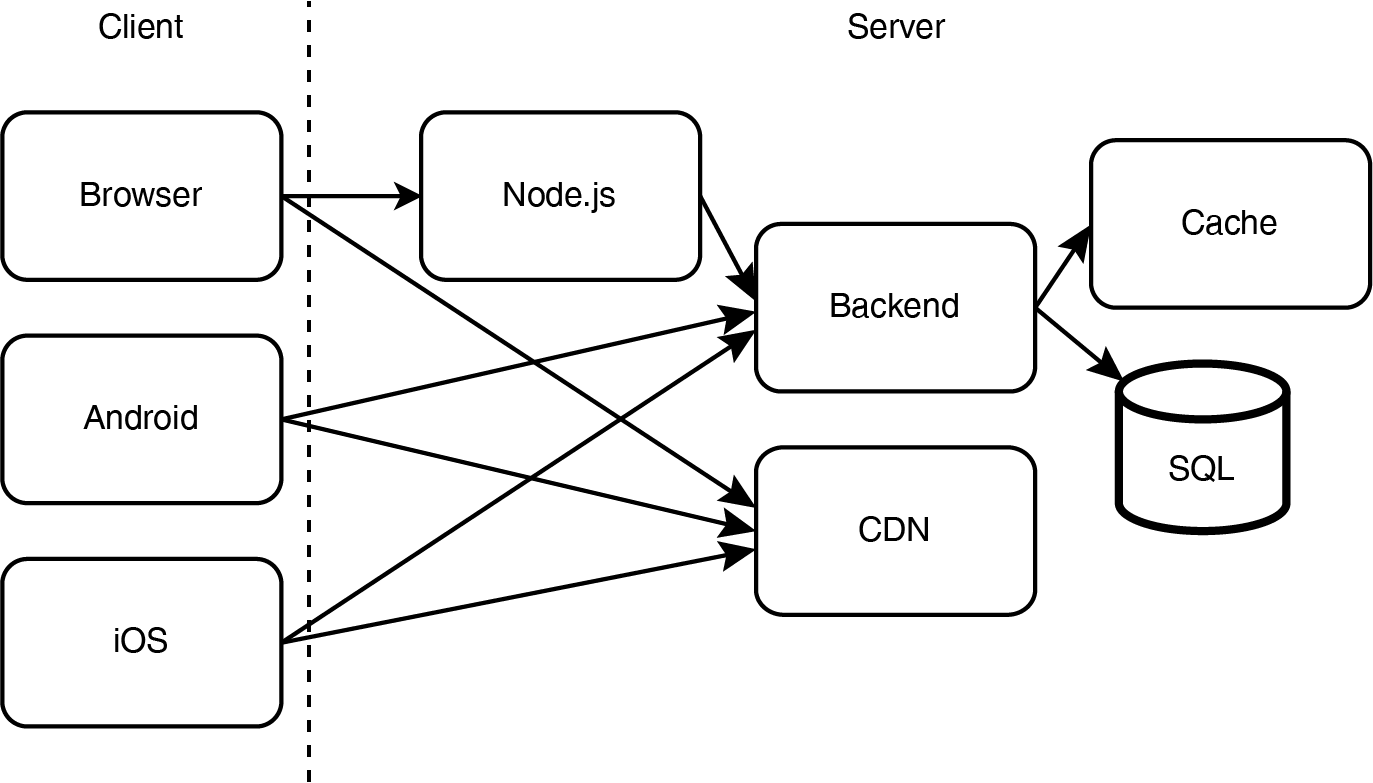 Client
Server
Browser
Node.js
Cache
Backend
Android
SQL
CDN
iOS